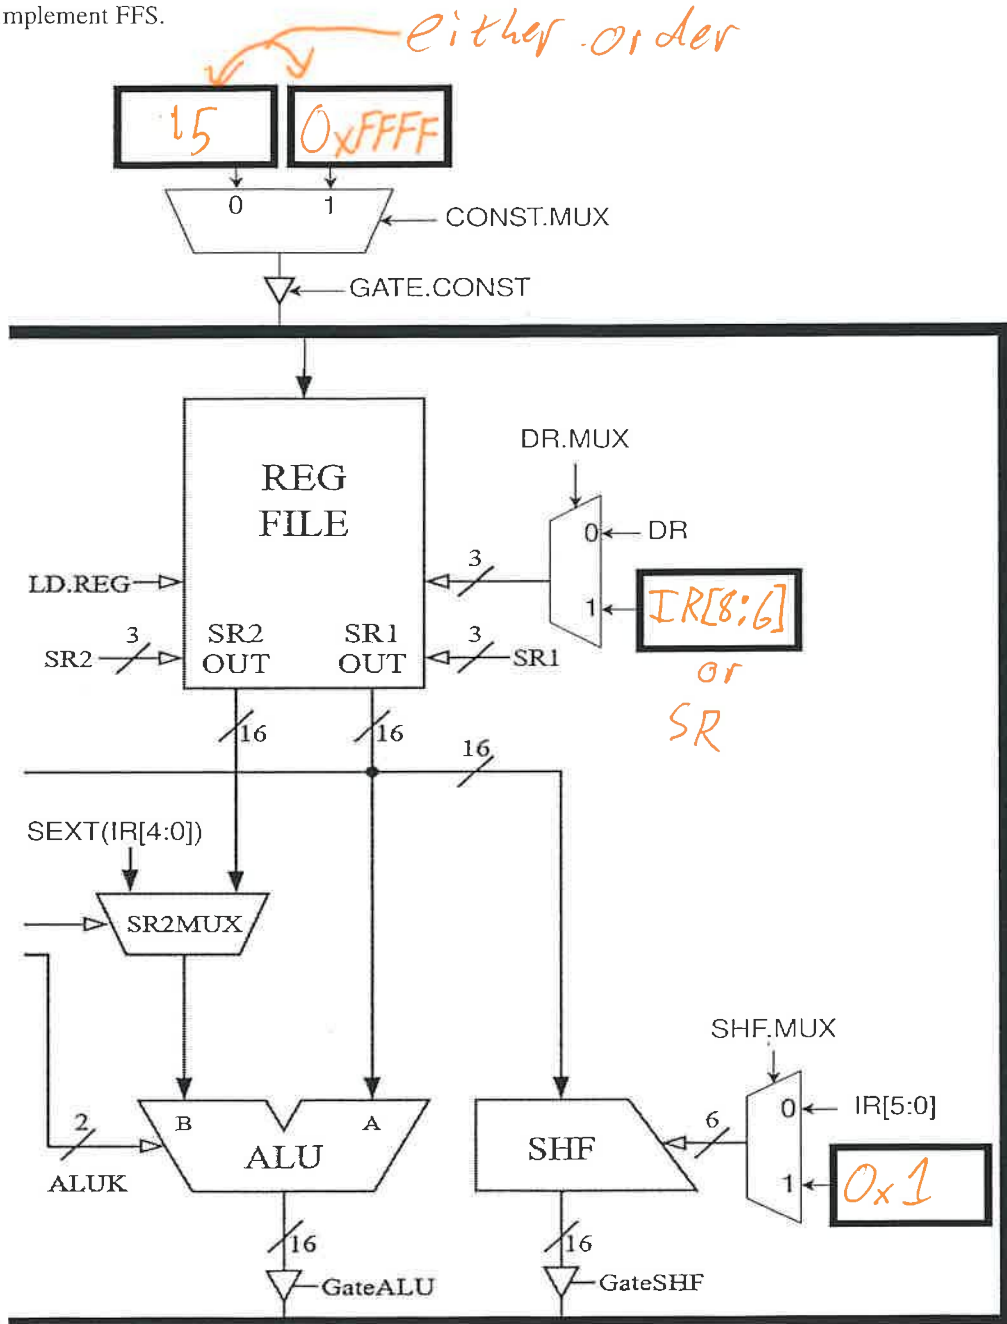 mplement FFS.
either order
15
0xFFFF
0
1
CONST.MUX
GATE.CONST
REG
FILE
DR.MUX
0
DR
LD.REG
3
1
IR[8:6]
SR2
3
SR2
OUT
SR1
OUT
3
SR1
or
SR
16
16
16
SEXT(IR[4:0])
SR2MUX
SHF.MUX
B
A
0
IR[5:0]
2
ALU
SHF
6
ALUK
1
0x1
16
16
GateALU
GateSHF